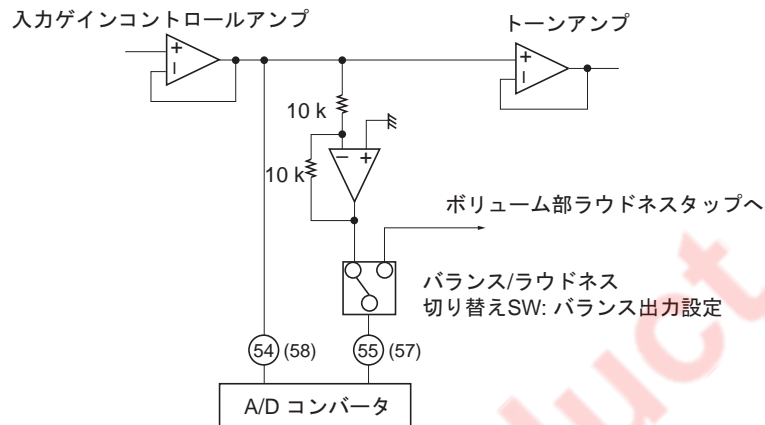 入力ゲインコントロールアンプ
トーンアンプ
10 k
10 k
ボリューム部ラウドネスタップへ
バランス/ラウドネス
切り替えSW: バランス出力設定
54 (58)
55 (57)
A/D コンバータ
duct